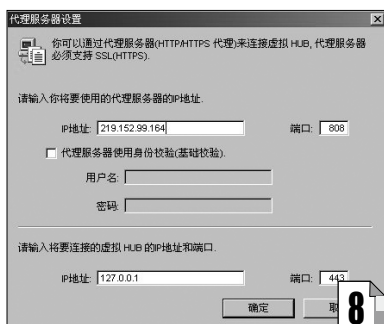 代理服务器设置
你可以通过代理服务器(HTTP/HTTPS 代理)来连接虚拟 HUB, 代理服务器
必须支持 SSL(HTTPS).
请输入你将要使用的代理服务器的IP地址.
IP地址: 219.152.99.164 端口: 808
代理服务器使用身份校验(基础校验).
用户名:
密码:
请输入将要连接的虚拟 HUB 的IP地址和端口.
IP地址: 127.0.0.1 端口: 443
确定 取
8